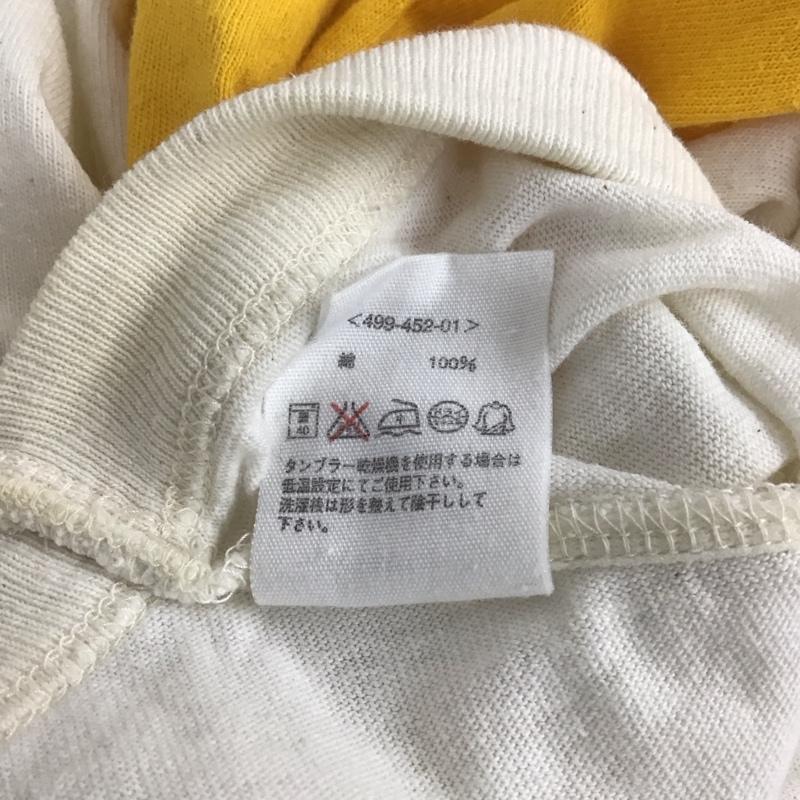 <499-452-01>
綿 100%
40
タンブラー乾燥機を使用する場合は
低温設定にてご使用下さい。
洗濯後は形を整えて陰干しして
下さい。